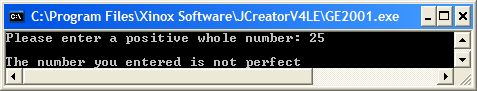 C:\Program Files\Xinox Software\JCreatorV4LE\GE2001.exe
Please enter a positive whole number: 25
The number you entered is not perfect